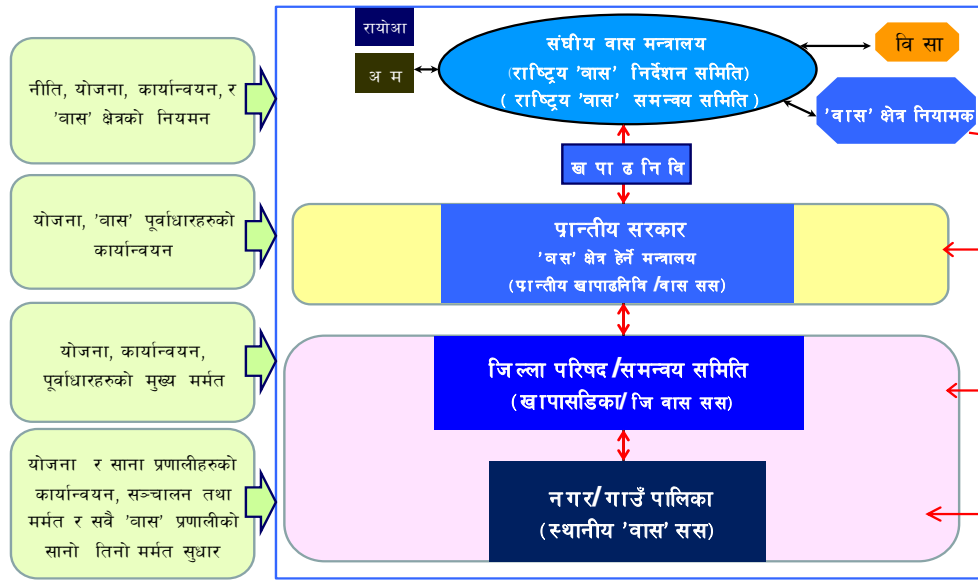 रायोआ
अ म
संघीय वास मन्त्रालय
(राष्ट्रिय 'वास' निर्देशन समिति)
( राष्ट्रिय 'वास' समन्वय समिति )
वि सा
'वास' क्षेत्र नियामक
नीति, योजना, कार्यान्वयन, र
'वास' क्षेत्रको नियमन
ख पा ढ नि वि
योजना, 'वास' पूर्वाधारहरुको
कार्यान्वयन
प्रान्तीय सरकार
'वास' क्षेत्र हेर्ने मन्त्रालय
(प्रान्तीय खापाढनिवि /वास सस)
योजना, कार्यान्वयन,
पूर्वाधारहरुको मुख्य मर्मत
जिल्ला परिषद/समन्वय समिति
(खापासडिका/ जि वास सस)
योजना र साना प्रणालीहरुको
कार्यान्वयन, सञ्चालन तथा
मर्मत र सवै 'वास' प्रणालीको
सानो तिनो मर्मत सुधार
नगर/ गाउँ पालिका
(स्थानीय 'वास' सस)